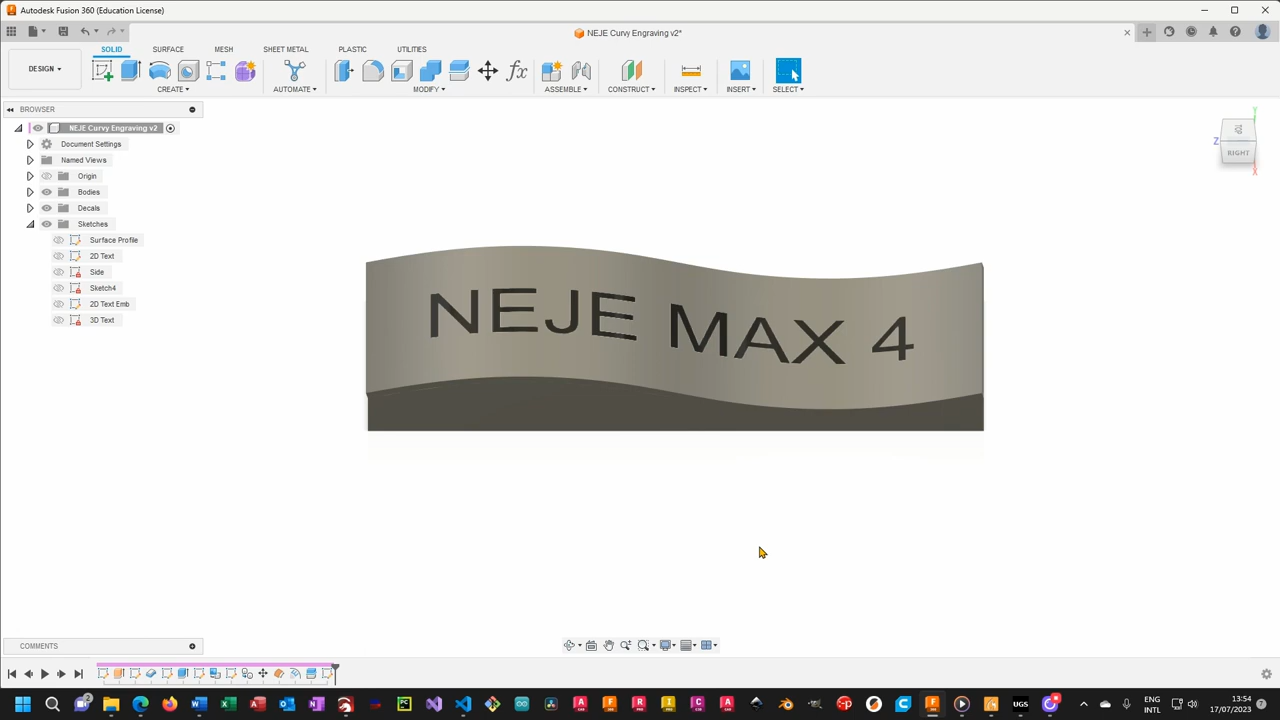 Autodesk Fusion 360 (Education License)
NEJE Curvy Engraving v2*
SOLID SURFACE MESH SHEET METAL PLASTIC UTILITIES
DESIGN
CREATE AUTOMATE MODIFY ASSEMBLE CONSTRUCT INSPECT INSERT SELECT
BROWSER
NEJE Curvy Engraving v2
Document Settings
Named Views
Origin
Bodies
Decals
Sketches
Surface Profile
2D Text
Side
Sketch4
2D Text Emb
3D Text
Z
Y
X
RIGHT
NEJE MAX 4
COMMENTS
ENG
INTL
13:54
17/07/2023
UGS